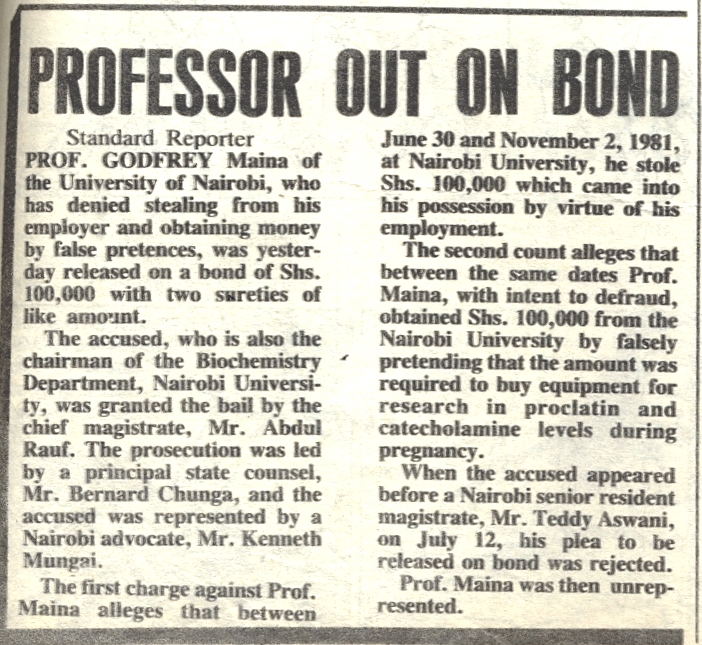 PROFESSOR OUT ON BOND
Standard Reporter
PROF. GODFREY Maina of
the University of Nairobi, who
has denied stealing from his
employer and obtaining money
by false pretences, was yester-
day released on a bond of Shs.
100,000 with two sureties of
like amount.
The accused, who is also the
chairman of the Biochemistry
Department, Nairobi Universi-
ty, was granted the bail by the
chief magistrate, Mr. Abdul
Rauf. The prosecution was led
by a principal state counsel,
Mr. Bernard Chunga, and the
accused was represented by a
Nairobi advocate, Mr. Kenneth
Mungai.
The first charge against Prof.
Maina alleges that between
June 30 and November 2, 1981,
at Nairobi University, he stole
Shs. 100,000 which came into
his possession by virtue of his
employment.
The second count alleges that
between the same dates Prof.
Maina, with intent to defraud,
obtained Shs. 100,000 from the
Nairobi University by falsely
pretending that the amount was
required to buy equipment for
research in proclatin and
catecholamine levels during
pregnancy.
When the accused appeared
before a Nairobi senior resident
magistrate, Mr. Teddy Aswani,
on July 12, his plea to be
released on bond was rejected.
Prof. Maina was then unrep-
resented.